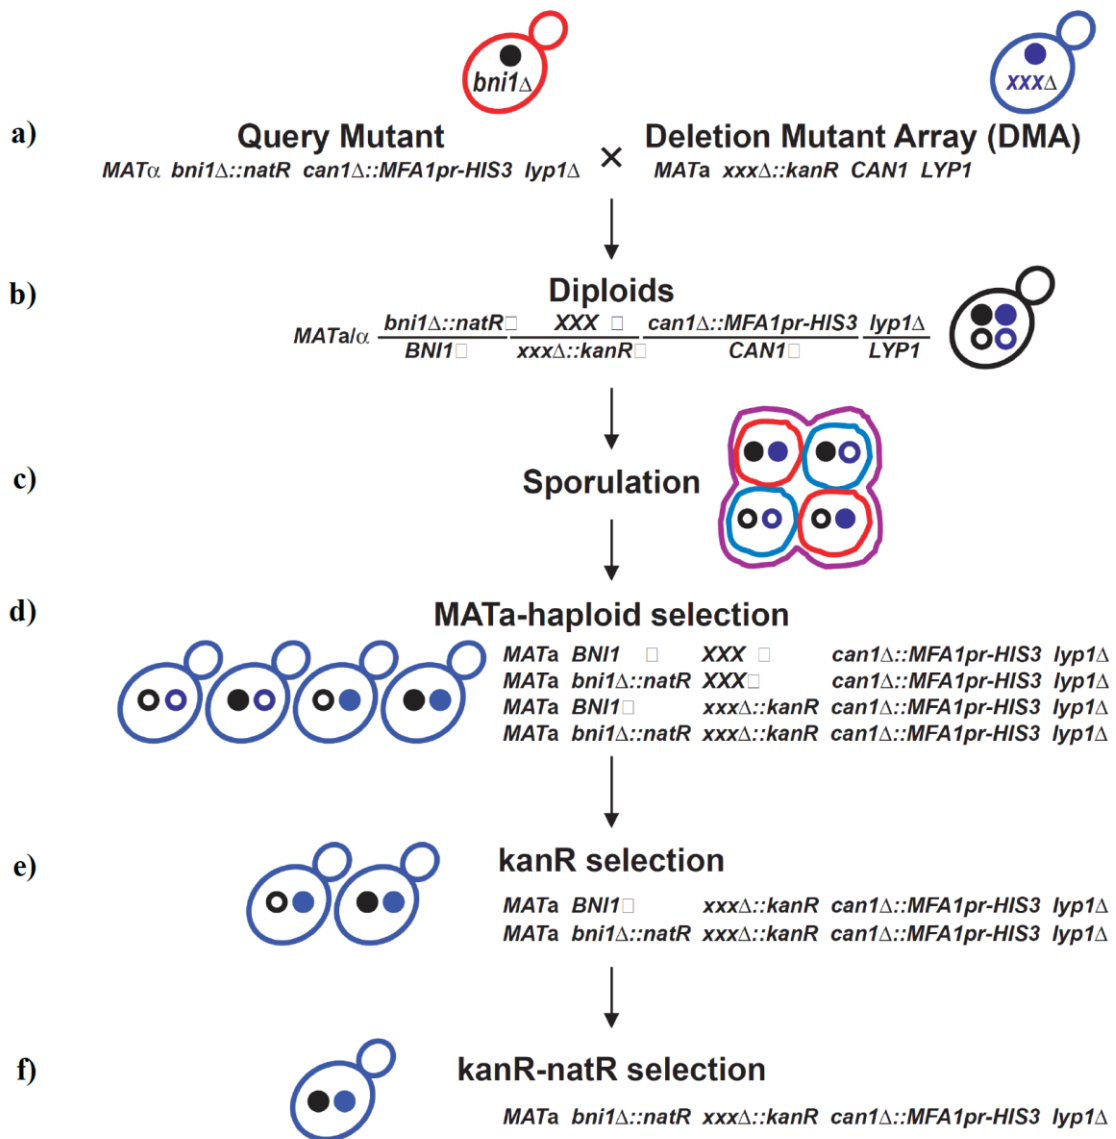 bni1Δ
xxxΔ
a)
Query Mutant
Deletion Mutant Array (DMA)
MATα bni1Δ::natR can1Δ::MFA1pr-HIS3 lyp1Δ × MATa xxxΔ::kanR CAN1 LYP1
b)
Diploids
MATa/α
bni1Δ::natR□ XXX □ can1Δ::MFA1pr-HIS3 lyp1Δ
BNI1□ xxxΔ::kanR□ CAN1□ LYP1
c)
Sporulation
d)
MATa-haploid selection
MATa BNI1 □ XXX □ can1Δ::MFA1pr-HIS3 lyp1Δ
MATa bni1Δ::natR XXX□ can1Δ::MFA1pr-HIS3 lyp1Δ
MATa BNI1□ xxxΔ::kanR can1Δ::MFA1pr-HIS3 lyp1Δ
MATa bni1Δ::natR xxxΔ::kanR can1Δ::MFA1pr-HIS3 lyp1Δ
e)
kanR selection
MATa BNI1□ xxxΔ::kanR can1Δ::MFA1pr-HIS3 lyp1Δ
MATa bni1Δ::natR xxxΔ::kanR can1Δ::MFA1pr-HIS3 lyp1Δ
f)
kanR-natR selection
MATa bni1Δ::natR xxxΔ::kanR can1Δ::MFA1pr-HIS3 lyp1Δ